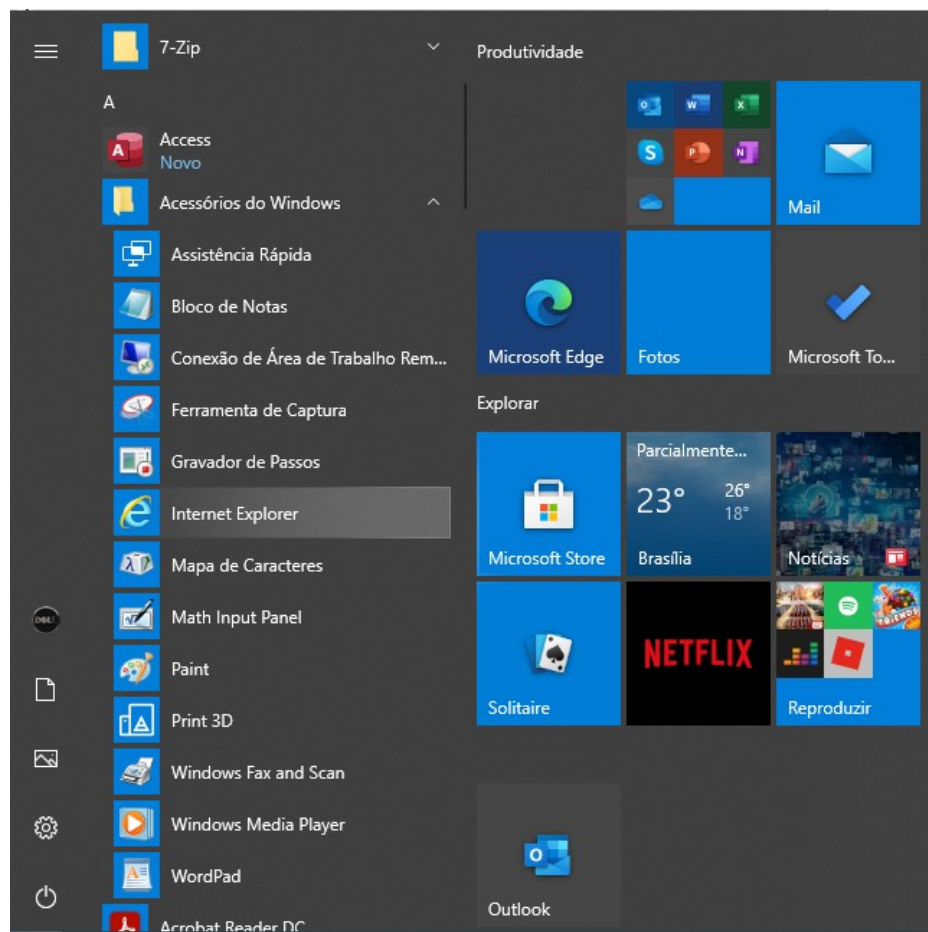 7-Zip
A
Access
Novo
Acessórios do Windows
Assistência Rápida
Bloco de Notas
Conexão de Área de Trabalho Rem...
Ferramenta de Captura
Gravador de Passos
Internet Explorer
Mapa de Caracteres
Math Input Panel
Paint
Print 3D
Windows Fax and Scan
Windows Media Player
WordPad
Acrobat Reader DC
DELL
Produtividade
Mail
Microsoft Edge
Fotos
Microsoft To...
Explorar
Microsoft Store
Parcialmente...
23°
26°
18°
Brasília
Notícias
Solitaire
NETFLIX
FRIENDS
Reproduzir
Outlook